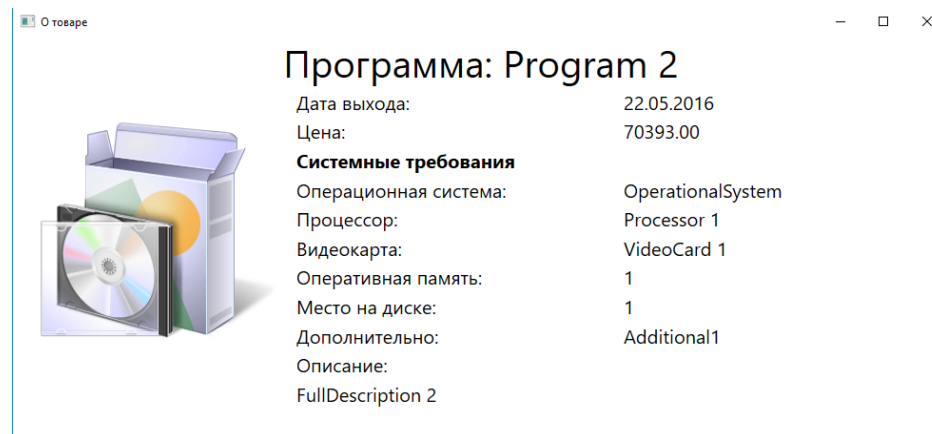 О товаре
Программа: Program 2
Дата выхода: 22.05.2016
Цена: 70393.00
Системные требования
Операционная система: OperationalSystem
Процессор: Processor 1
Видеокарта: VideoCard 1
Оперативная память: 1
Место на диске: 1
Дополнительно: Additional1
Описание:
FullDescription 2